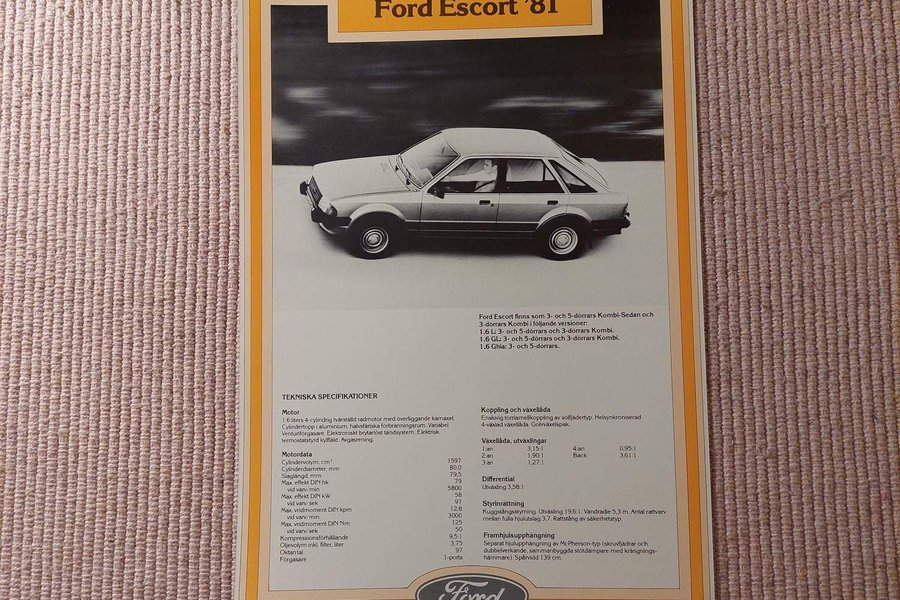 Ford Escort '81
Ford Escort finns som 3- och 5-dörrars Kombi-Sedan och
3-dörrars Kombi i följande versioner:
1,6 L: 3- och 5-dörrars och 3-dörrars Kombi.
1,6 GL: 3- och 5-dörrars och 3-dörrars Kombi.
1,6 Ghia: 3- och 5-dörrars.
TEKNISKA SPECIFIKATIONER
Motor
1,6 liters 4-cylindrig tvärställd radmotor med överliggande kamaxel.
Cylindertopp i aluminium, halvsfäriska förbränningsrum. Variabel
Venturiförgasare. Elektroniskt brytarlöst tändsystem. Elektrisk
termostatstyrd kylfläkt. Avgasrening.
Motordata
Cylindervolym, cm³ 1597
Cylinderdiameter, mm 80,0
Slaglängd, mm 79,5
Max. effekt DIN hk 79
vid varv/min 5800
Max. effekt DIN kW 58
vid varv/sek 97
Max. vridmoment DIN kpm 12,8
vid varv/min 3000
Max. vridmoment DIN Nm 125
vid varv/sek 50
Kompressionsförhållande 9,5:1
Oljevolym inkl. filter, liter 3,75
Oktantal 97
Förgasare 1-ports
Koppling och växellåda
Enskivig torrlamellkoppling av solfjädertyp. Helsynkroniserad
4-växlad växellåda. Golvväxelspak.
Växellåda, utväxlingar
1:an 3,15:1 4:an 0,95:1
2:an 1,90:1 Back 3,61:1
3:an 1,27:1
Differential
Utväxling 3,58:1
Styrinrättning
Kuggstångsstyrning. Utväxling 19,6:1. Vändradie 5,3 m. Antal rattvarv
mellan fulla hjulutslag 3,7. Rattstång av säkerhetstyp.
Framhjulsupphängning
Separat hjulupphängning av McPherson-typ (skruvfjädrar och
dubbelverkande, sammanbyggda stötdämpare med krängnings-
hämmare). Spårvidd 139 cm.
Ford